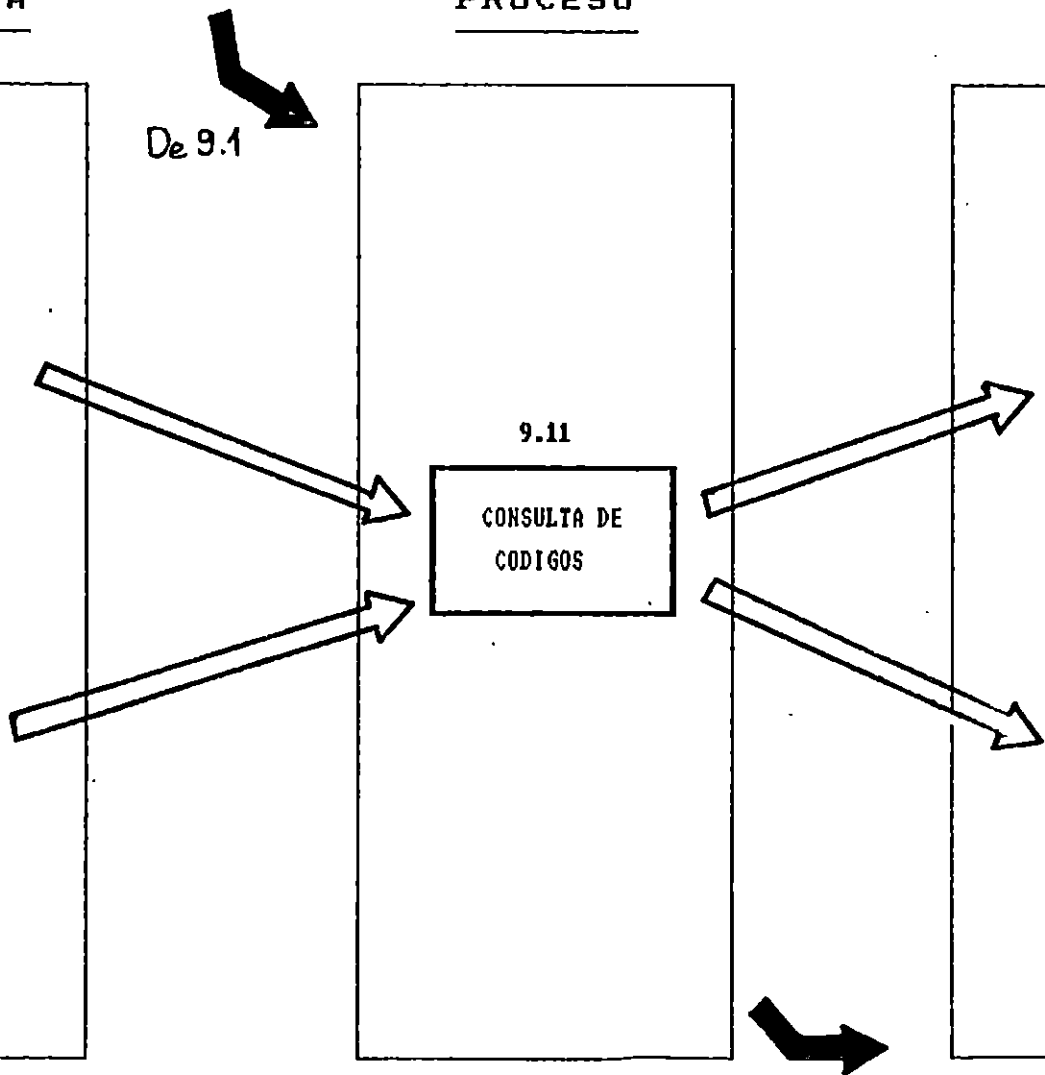 A
PROCESO
De 9.1
9.11
CONSULTA DE
CODIGOS